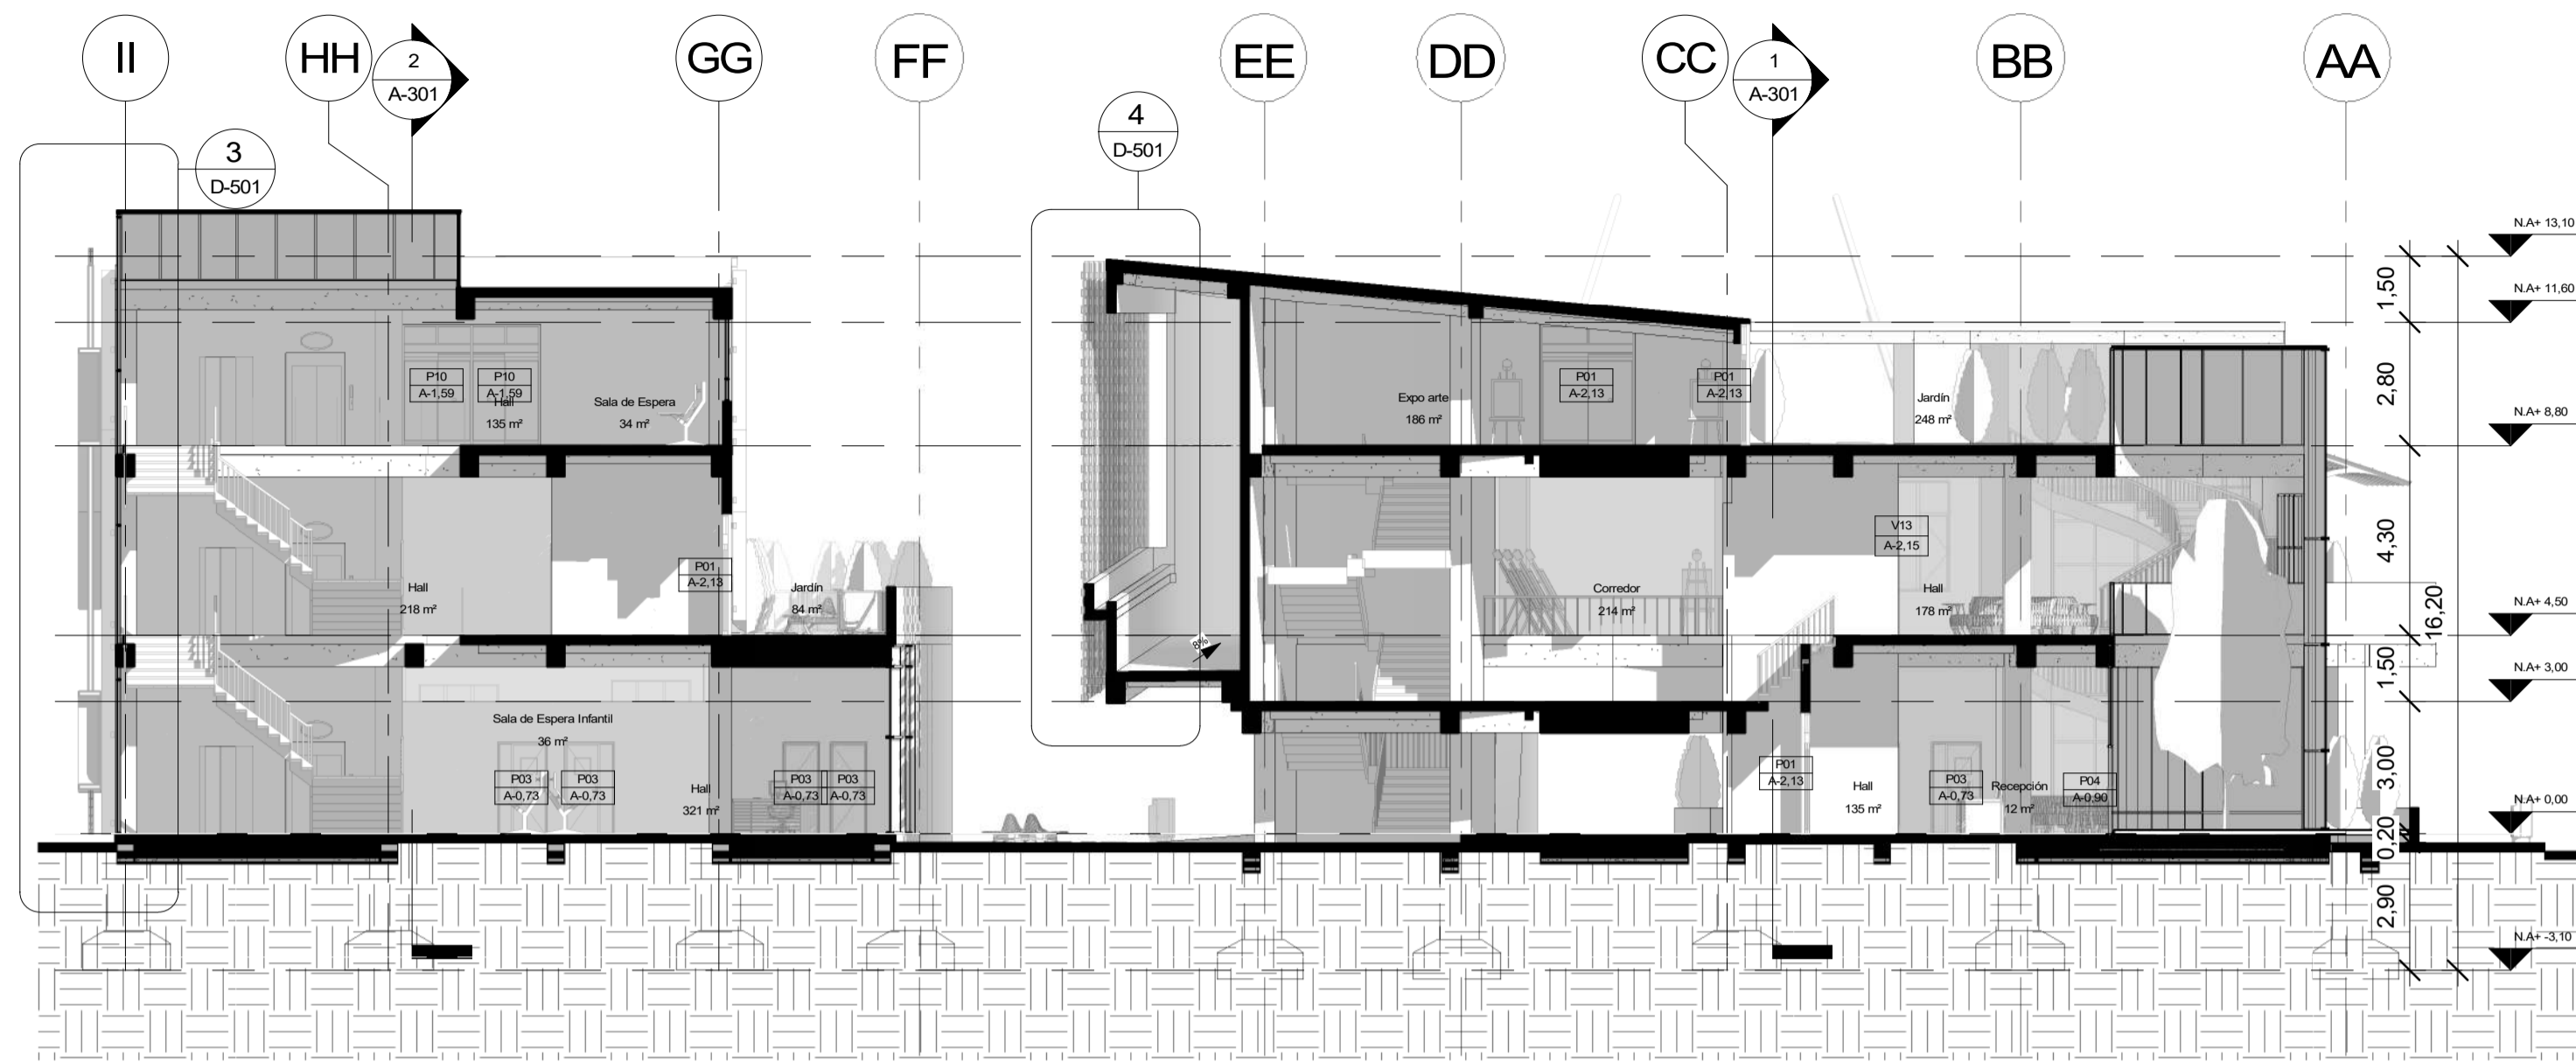 II
HH
2
A-301
GG
FF
EE
DD
CC
1
A-301
BB
AA
3
D-501
4
D-501
N.A+ 13,10
1,50
N.A+ 11,60
2,80
N.A+ 8,80
4,30
N.A+ 4,50
16,20
1,50
N.A+ 3,00
3,00
N.A+ 0,00
0,20
2,90
N.A+ -3,10
P10
A-1,59
P10
A-1,59
Hall
135 m²
Sala de Espera
34 m²
Expo arte
186 m²
P01
A-2,13
P01
A-2,13
Jardín
248 m²
Hall
218 m²
P01
A-2,13
Jardín
84 m²
8%
Corredor
214 m²
V13
A-2,15
Hall
178 m²
Sala de Espera Infantil
36 m²
P03
A-0,73
P03
A-0,73
Hall
321 m²
P03
A-0,73
P03
A-0,73
P01
A-2,13
Hall
135 m²
P03
A-0,73
Recepción
12 m²
P04
A-0,90